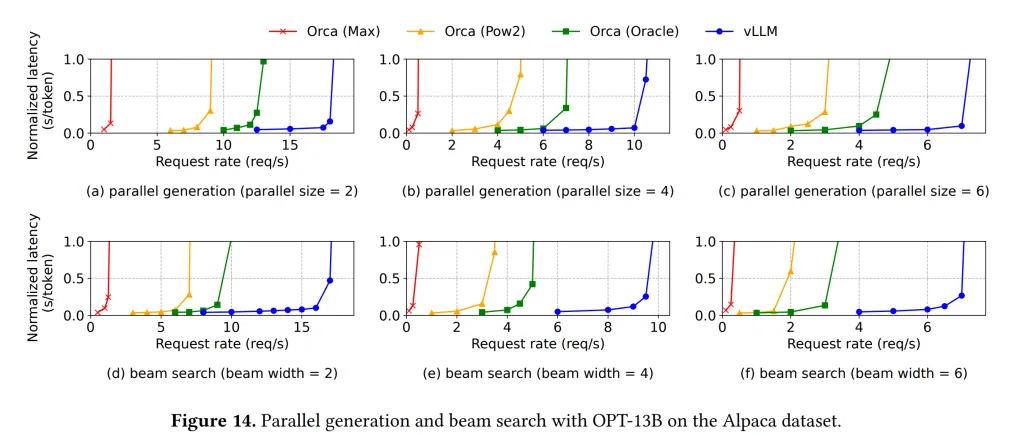 Orca (Max) Orca (Pow2) Orca (Oracle) vLLM
Normalized latency
(s/token)
1.0
0.5
0.0
0 5 10 15
Request rate (req/s)
(a) parallel generation (parallel size = 2)
1.0
0.5
0.0
0 2 4 6 8 10
Request rate (req/s)
(b) parallel generation (parallel size = 4)
1.0
0.5
0.0
0 2 4 6
Request rate (req/s)
(c) parallel generation (parallel size = 6)
Normalized latency
(s/token)
1.0
0.5
0.0
0 5 10 15
Request rate (req/s)
(d) beam search (beam width = 2)
1.0
0.5
0.0
0 2 4 6 8 10
Request rate (req/s)
(e) beam search (beam width = 4)
1.0
0.5
0.0
0 2 4 6
Request rate (req/s)
(f) beam search (beam width = 6)
Figure 14. Parallel generation and beam search with OPT-13B on the Alpaca dataset.